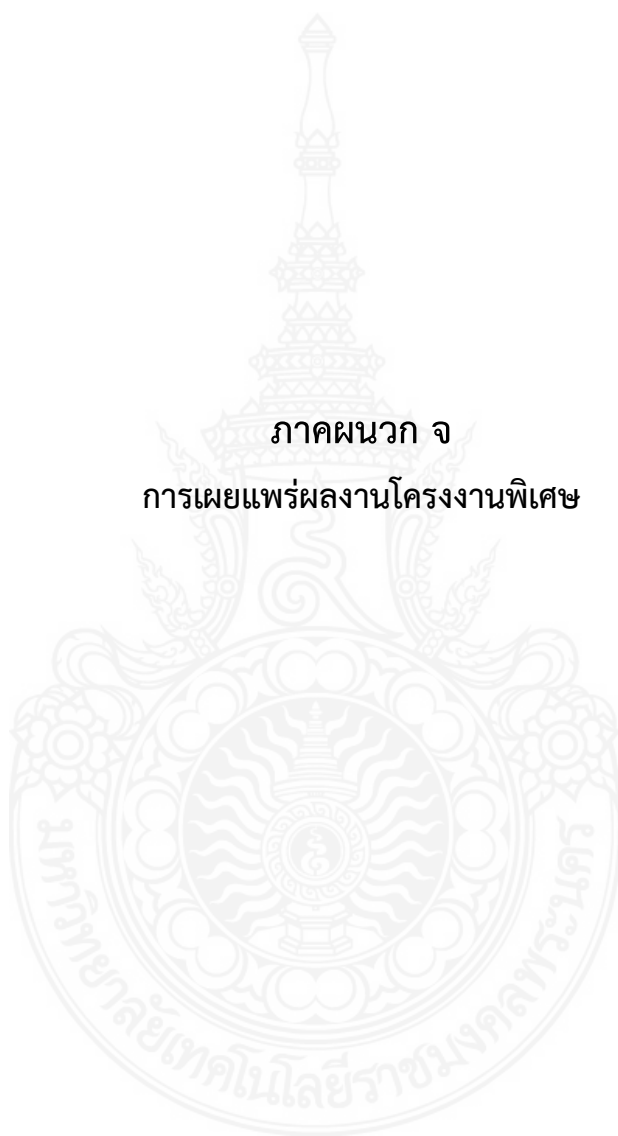 ภาคผนวก จ
การเผยแพร่ผลงานโครงงานพิเศษ
มหาวิทยาลัยเทคโนโลยีราชมงคลพระนคร